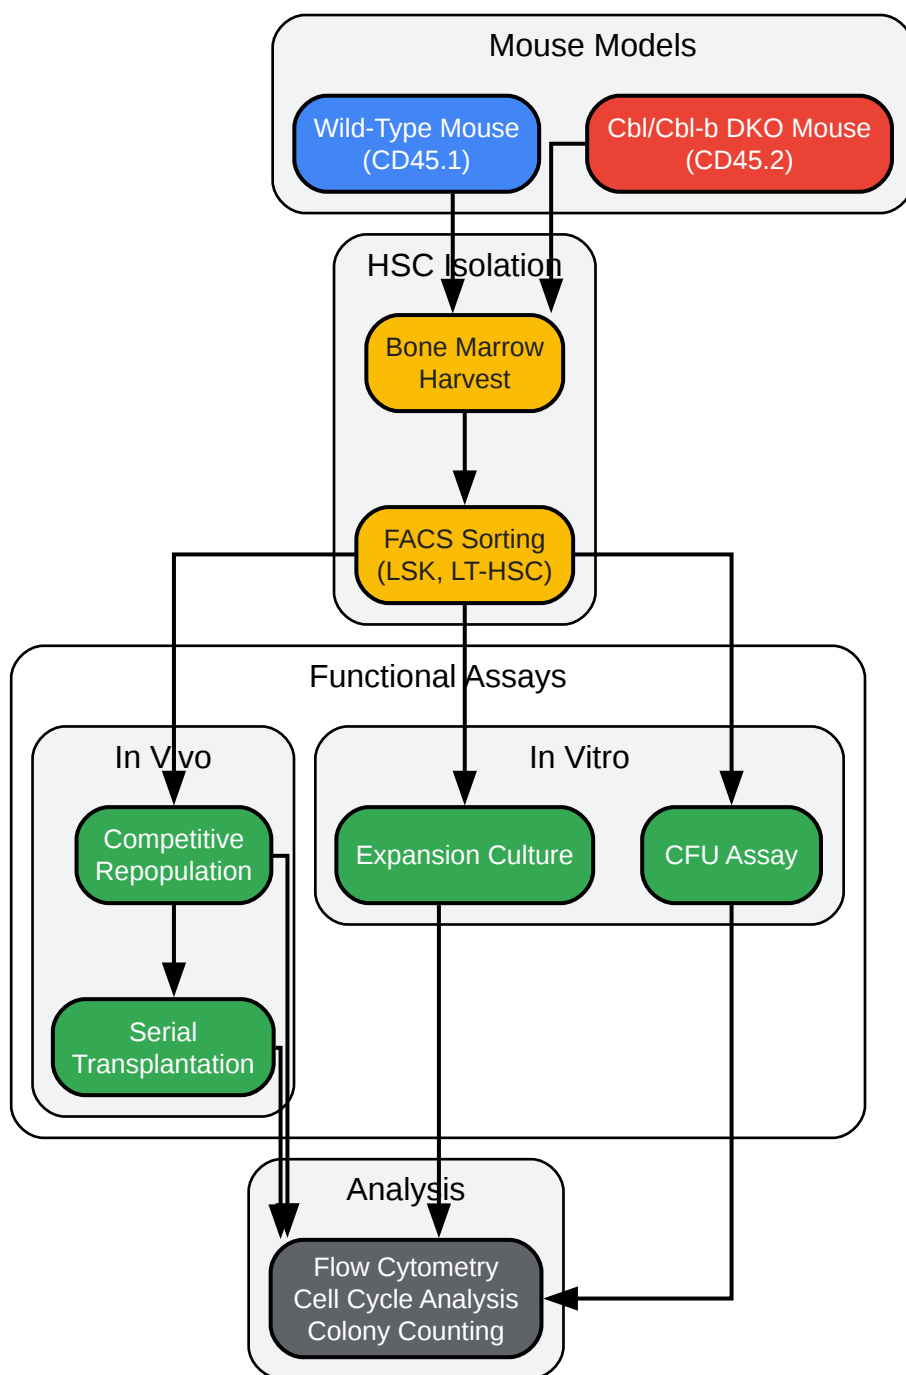 Mouse Models
Wild-Type Mouse
(CD45.1)
Cbl/Cbl-b DKO Mouse
(CD45.2)
HSC Isolation
Bone Marrow
Harvest
FACS Sorting
(LSK, LT-HSC)
Functional Assays
In Vivo
In Vitro
Competitive
Repopulation
Expansion Culture
CFU Assay
Serial
Transplantation
Analysis
Flow Cytometry
Cell Cycle Analysis
Colony Counting